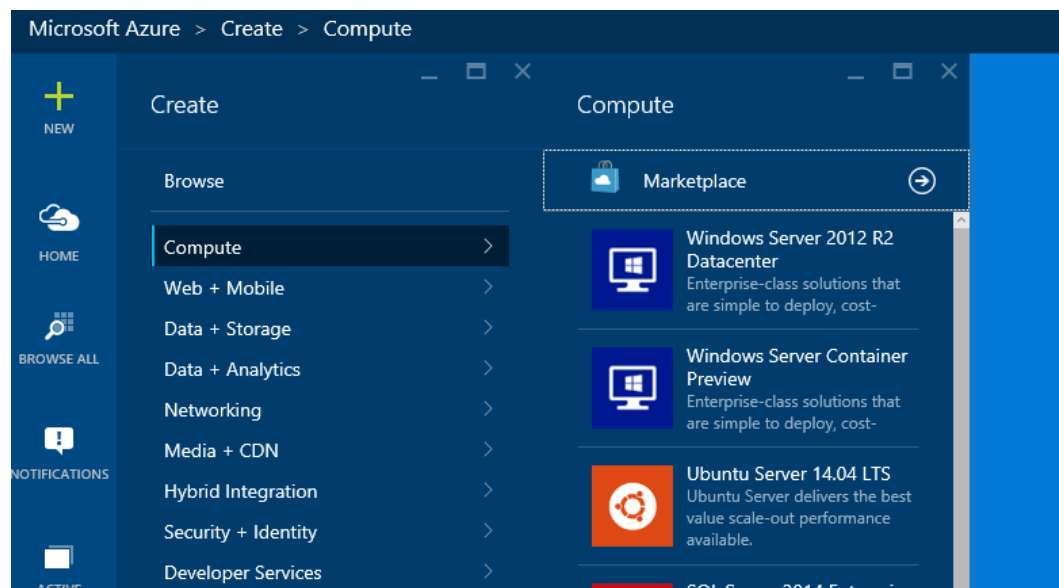 Microsoft Azure > Create > Compute
NEW
HOME
BROWSE ALL
NOTIFICATIONS
Create
Browse
Compute
Web + Mobile
Data + Storage
Data + Analytics
Networking
Media + CDN
Hybrid Integration
Security + Identity
Developer Services
Compute
Marketplace
Windows Server 2012 R2
Datacenter
Enterprise-class solutions that
are simple to deploy, cost-
Windows Server Container
Preview
Enterprise-class solutions that
are simple to deploy, cost-
Ubuntu Server 14.04 LTS
Ubuntu Server delivers the best
value scale-out performance
available.